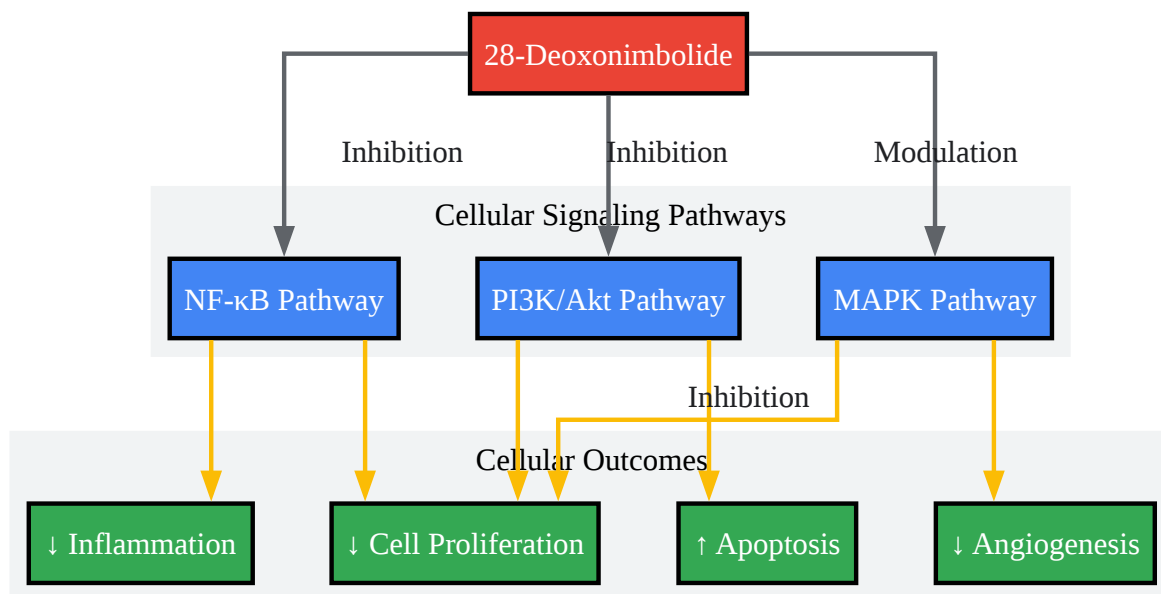 28-Deoxonimbolide
Inhibition
Inhibition
Modulation
Cellular Signaling Pathways
NF-κB Pathway
PI3K/Akt Pathway
MAPK Pathway
Inhibition
Cellular Outcomes
↓ Inflammation
↓ Cell Proliferation
↑ Apoptosis
↓ Angiogenesis